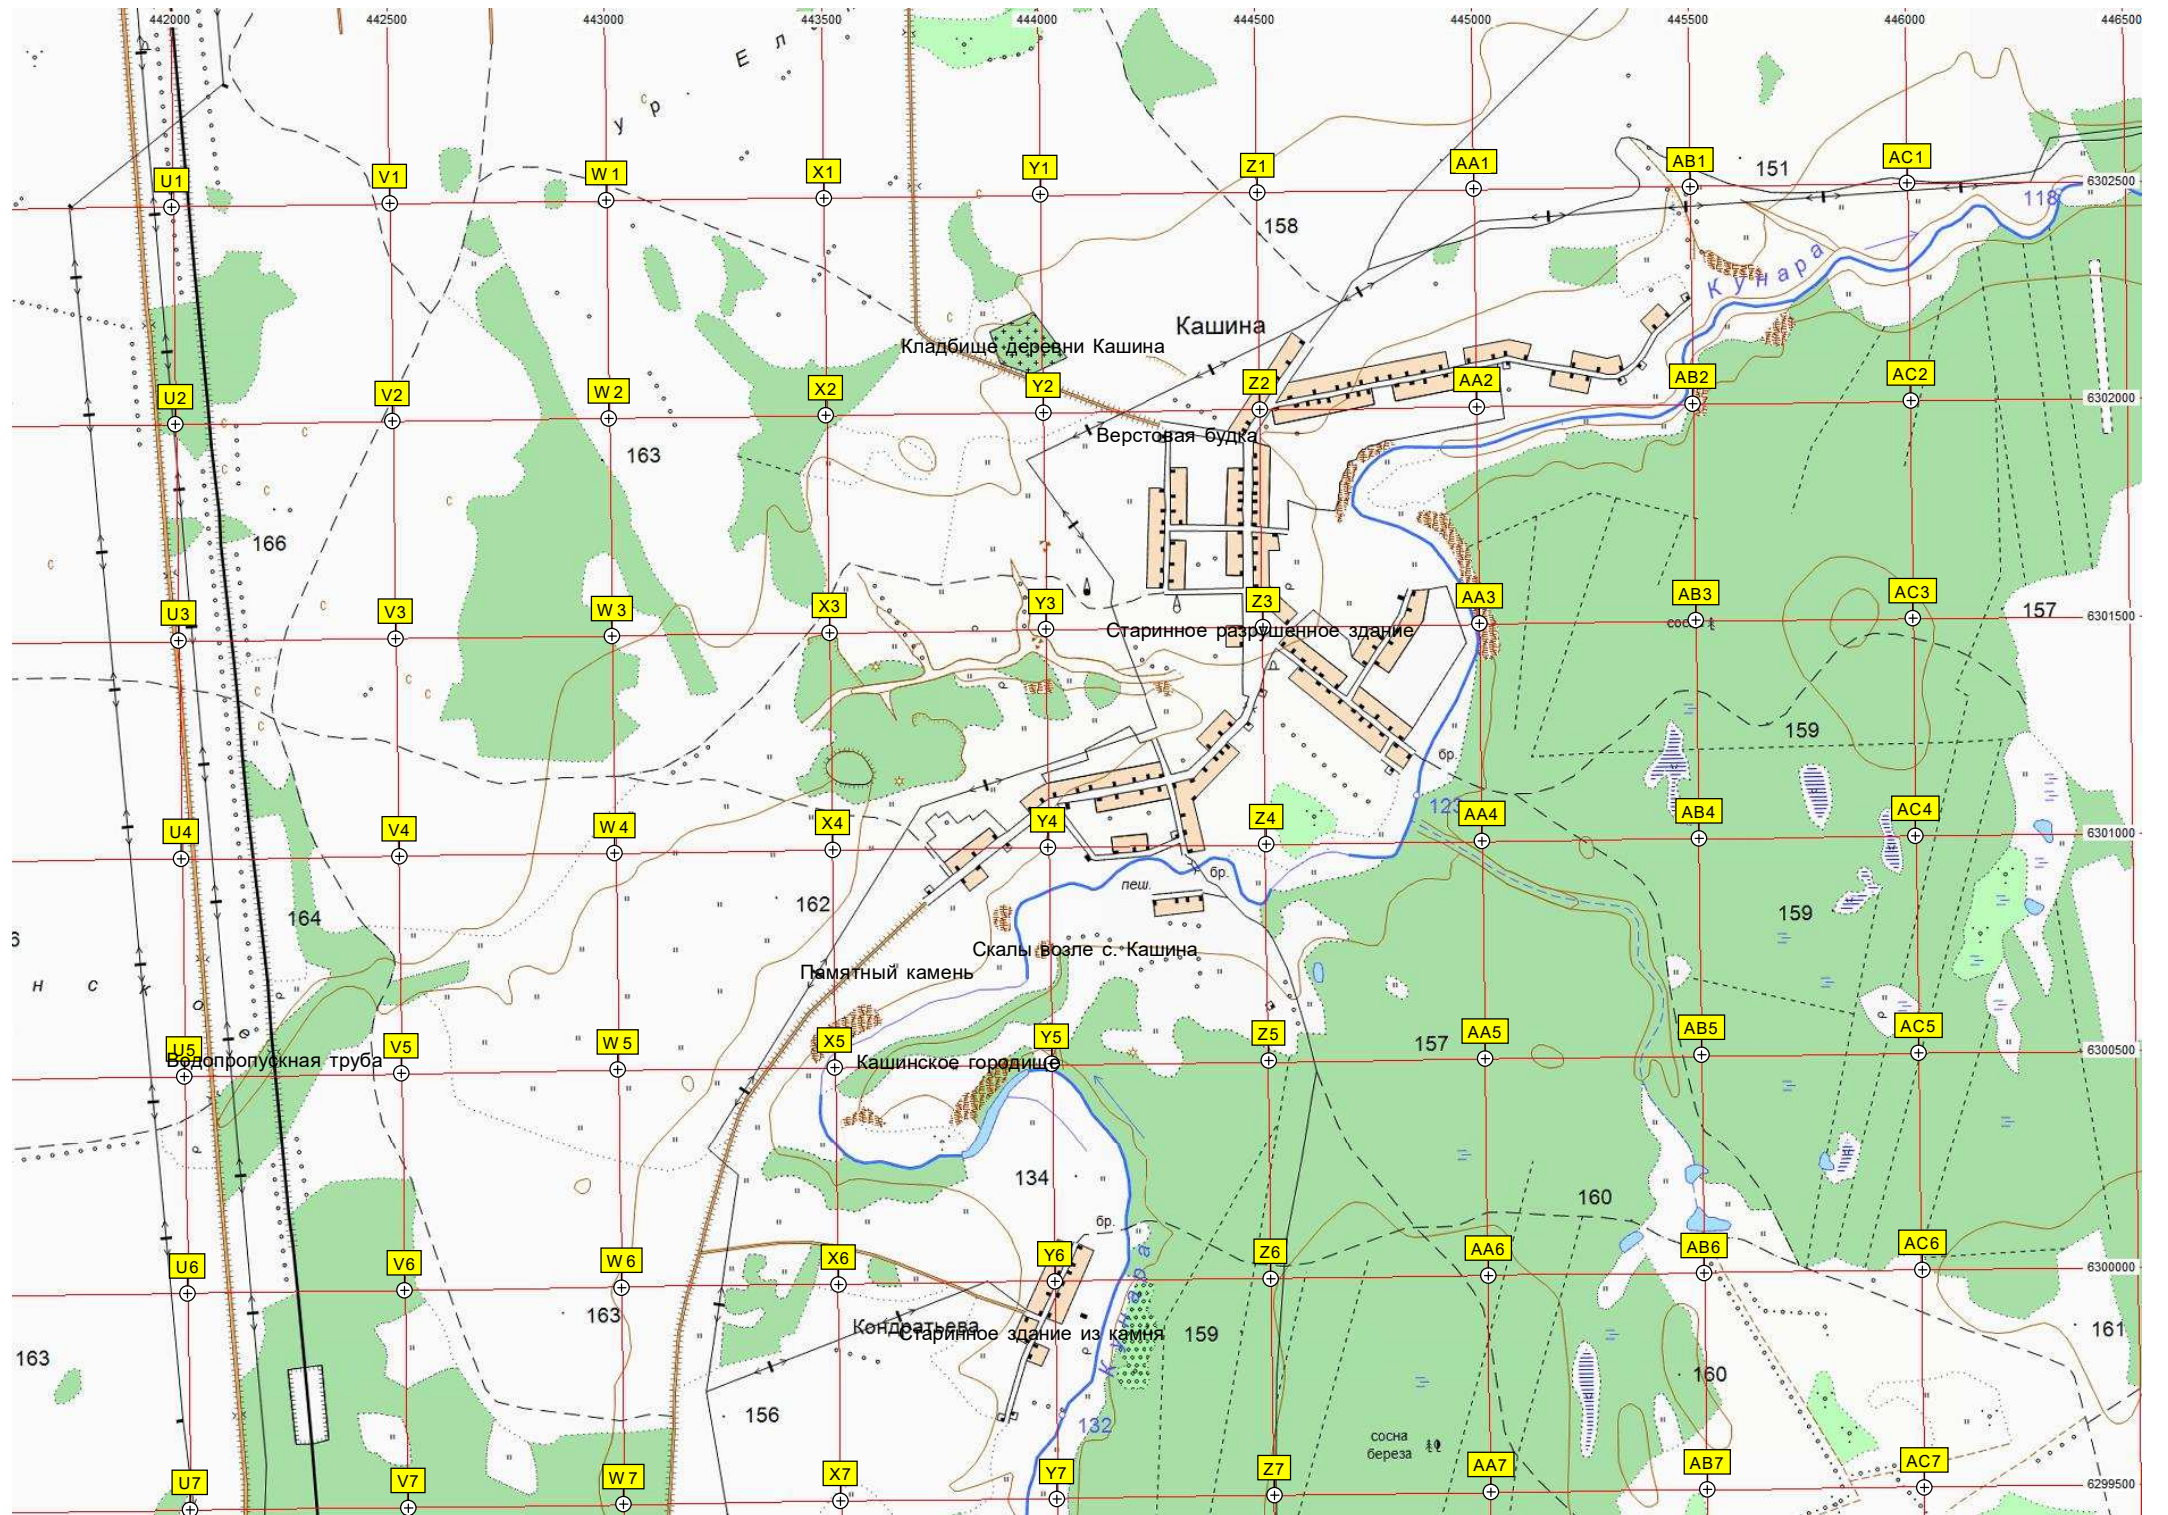 442000 442500 443000 443500 444000 444500 445000 445500 446000 446500
Е л
у р .
U1 V1 W1 X1 Y1 Z1 AA1 AB1 151 AC1
6302500
118
158
Кунара
Кашина
Кладбище деревни Кашина
U2 V2 W2 X2 Y2 Z2 AA2 AB2 AC2
6302000
Верстовая будка
163
166
U3 V3 W3 X3 Y3 Z3 AA3 AB3 AC3
157
6301500
Старинное разрушенное здание
159
бр.
123
U4 V4 W4 X4 Y4 Z4 AA4 AB4 AC4
6301000
бр.
пеш.
164 162 159
Скалы возле с. Кашина
Памятный камень
н с к о е
U5 V5 W5 X5 Y5 Z5 157 AA5 AB5 AC5
6300500
Водопропускная труба
Кашинское городище
134 160
бр.
Кунара
U6 V6 W6 X6 Y6 Z6 AA6 AB6 AC6
6300000
163
Кондратьева
Старинное здание из камня
159 161
163 160
156 132
сосна
береза
U7 V7 W7 X7 Y7 Z7 AA7 AB7 AC7
6299500